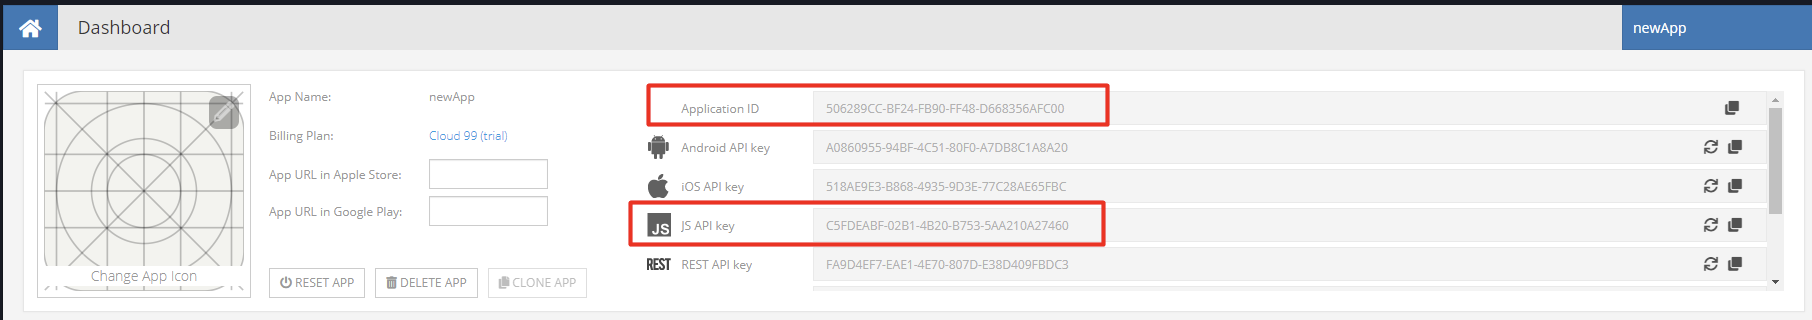 Dashboard
newApp
App Name: newApp
Billing Plan: Cloud 99 (trial)
App URL in Apple Store:
App URL in Google Play:
Change App Icon
RESET APP
DELETE APP
CLONE APP
Application ID 506289CC-BF24-FB90-FF48-D668356AFC00
Android API key A0860955-94BF-4C51-80F0-A7DB8C1A8A20
iOS API key 518AE9E3-B868-4935-9D3E-77C28AE65FBC
JS JS API key C5FDEABF-02B1-4B20-B753-5AA210A27460
REST REST API key FA9D4EF7-EAE1-4E70-807D-E38D409FBDC3